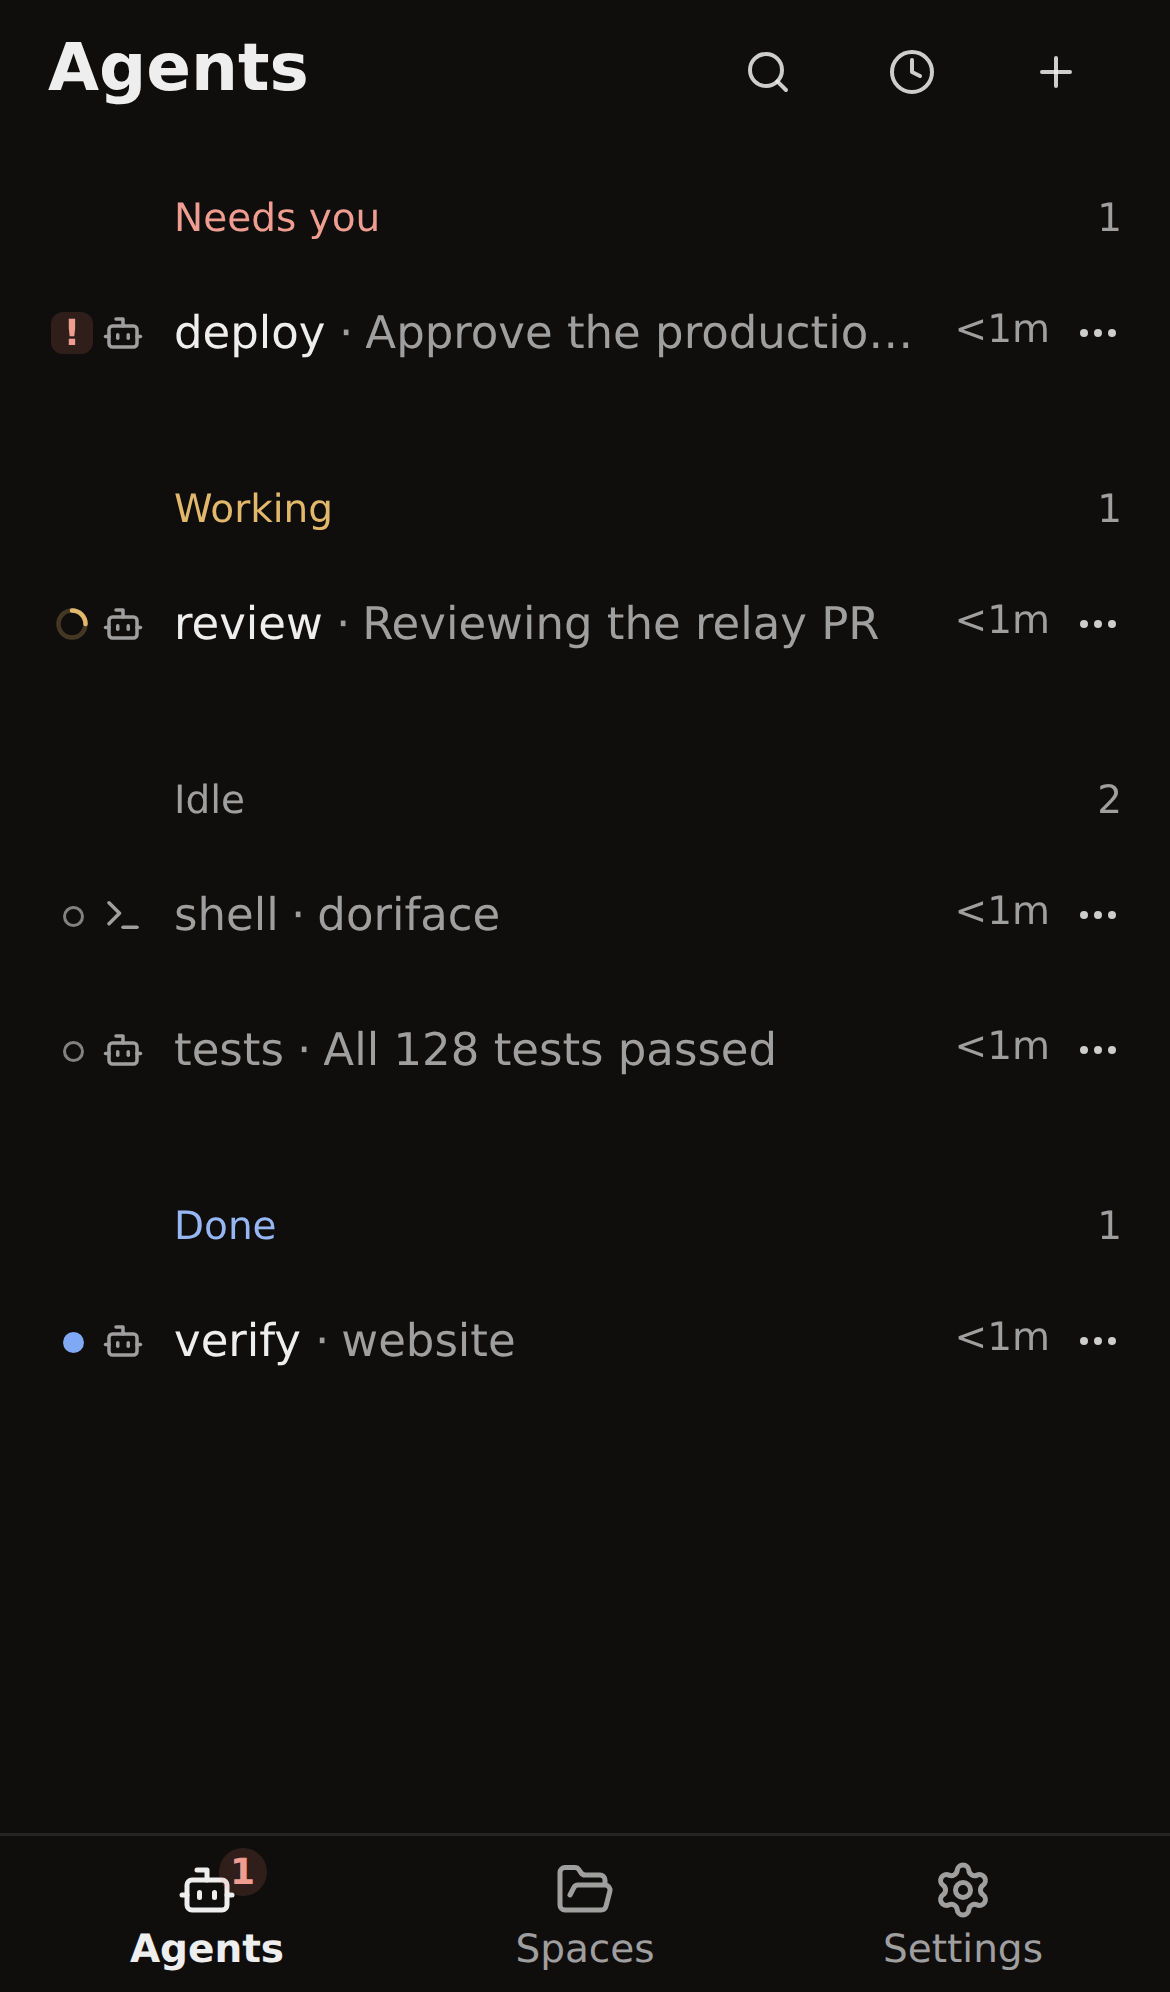 Agents
Needs you 1
! deploy · Approve the productio... <1m
Working 1
review · Reviewing the relay PR <1m
Idle 2
shell · doriface <1m
tests · All 128 tests passed <1m
Done 1
verify · website <1m
1
Agents Spaces Settings